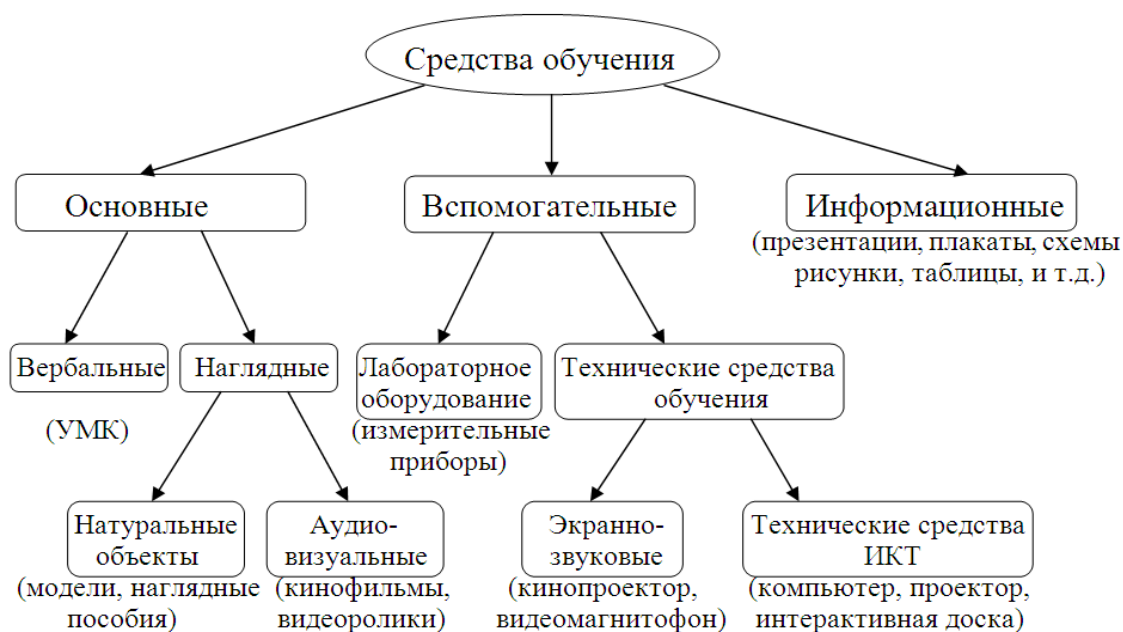 Средства обучения
Основные
Вспомогательные
Информационные
(презентации, плакаты, схемы
рисунки, таблицы, и т.д.)
Вербальные
(УМК)
Наглядные
Лабораторное
оборудование
(измерительные
приборы)
Технические средства
обучения
Натуральные
объекты
(модели, наглядные
пособия)
Аудио-
визуальные
(кинофильмы,
видеоролики)
Экранно-
звуковые
(кинопроектор,
видеомагнитофон)
Технические средства
ИКТ
(компьютер, проектор,
интерактивная доска)